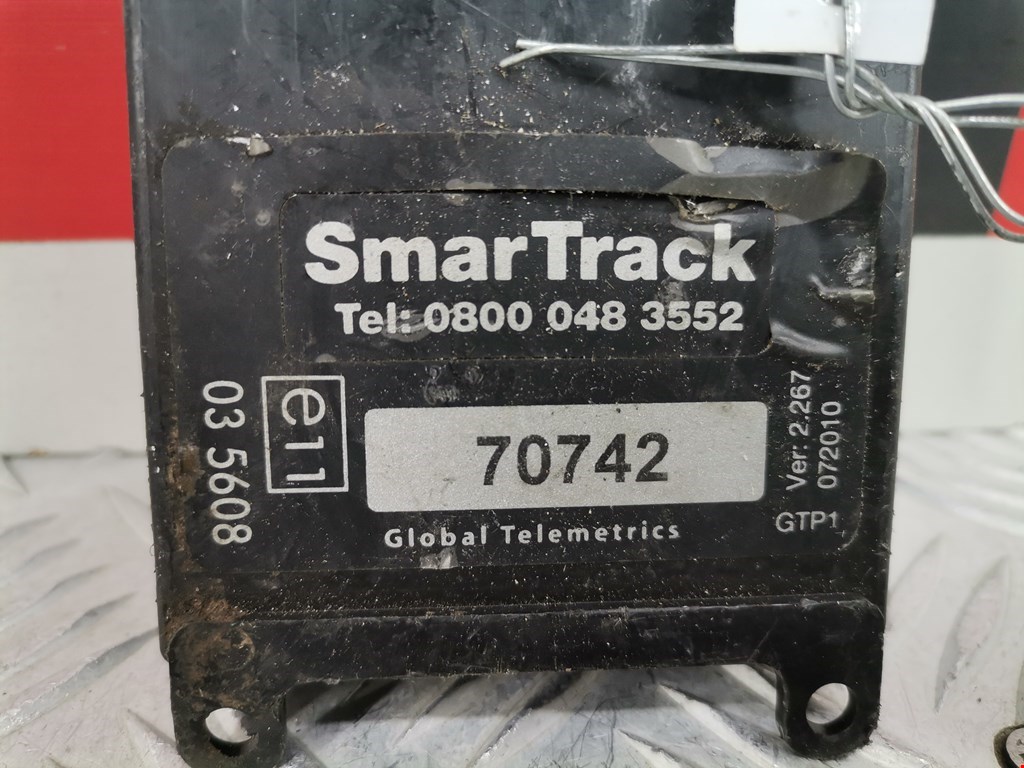 SmarTrack
Tel: 0800 048 3552
03 5608
e11
70742
Ver: 2.267
072010
GTP1
Global Telemetrics